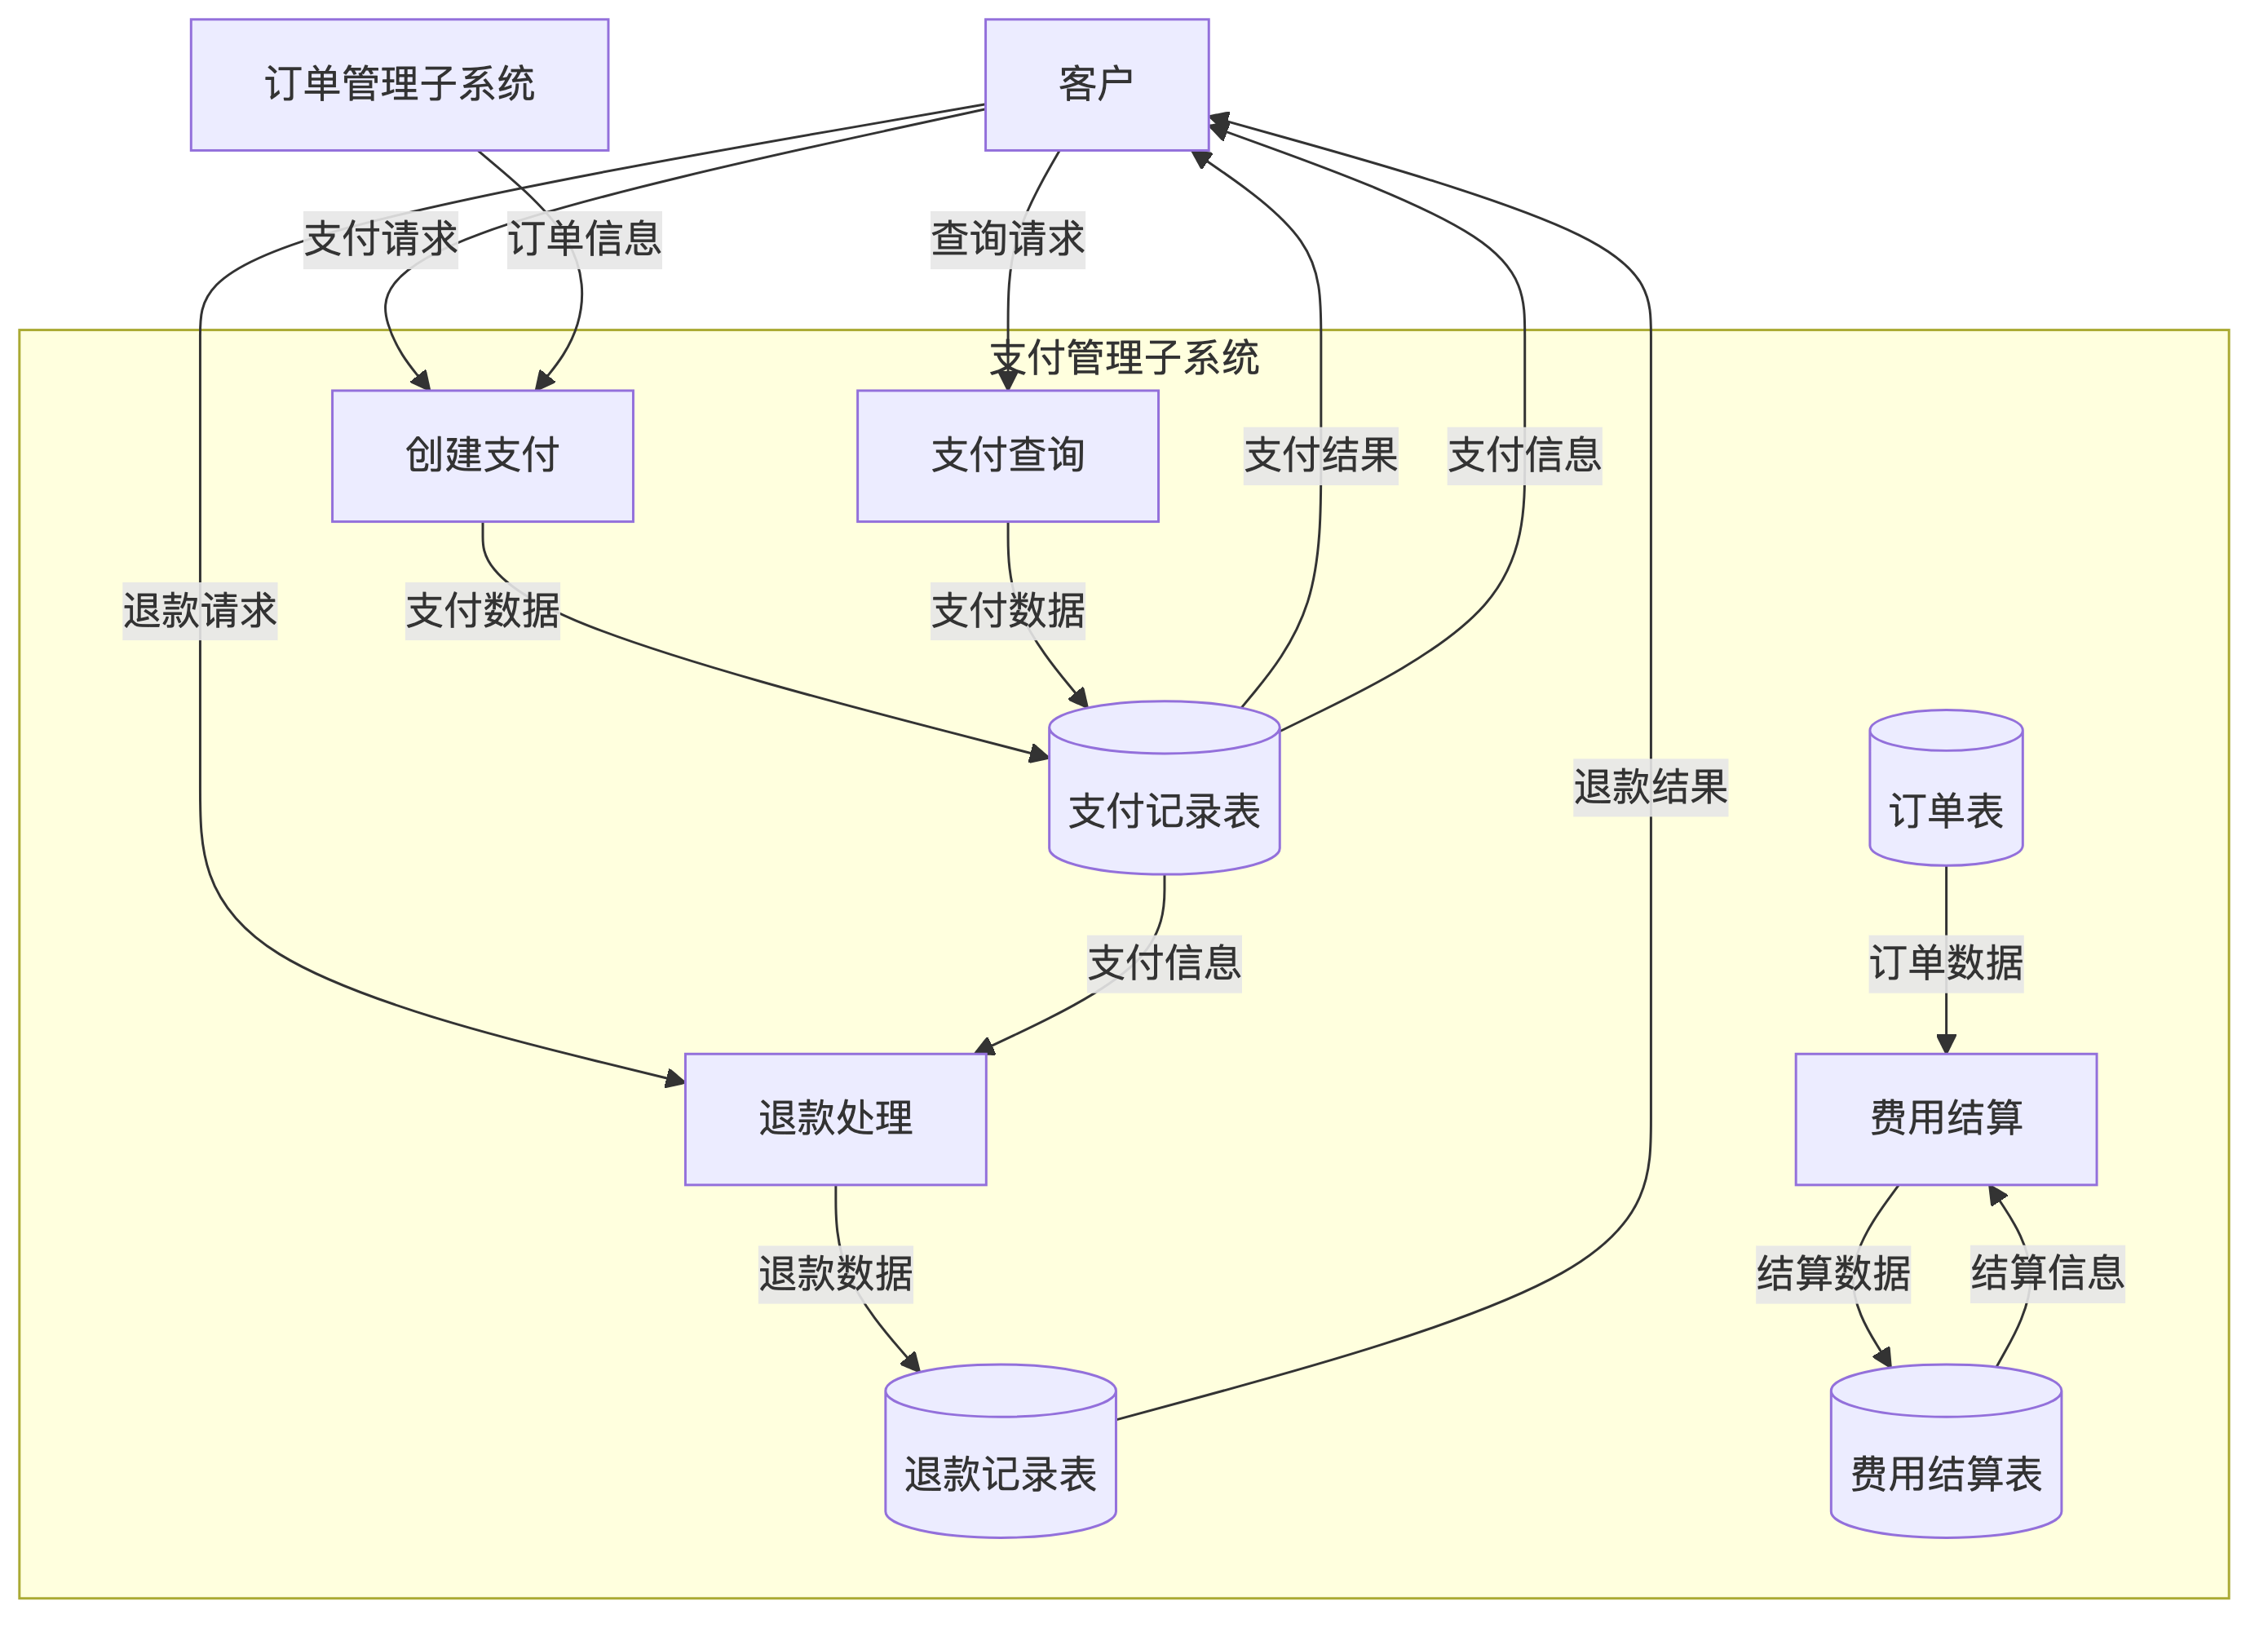 订单管理子系统
客户
支付请求
订单信息
查询请求
支付管理子系统
创建支付
支付查询
支付结果
支付信息
退款请求
支付数据
支付数据
支付记录表
退款结果
订单表
支付信息
订单数据
退款处理
费用结算
退款数据
结算数据
结算信息
退款记录表
费用结算表